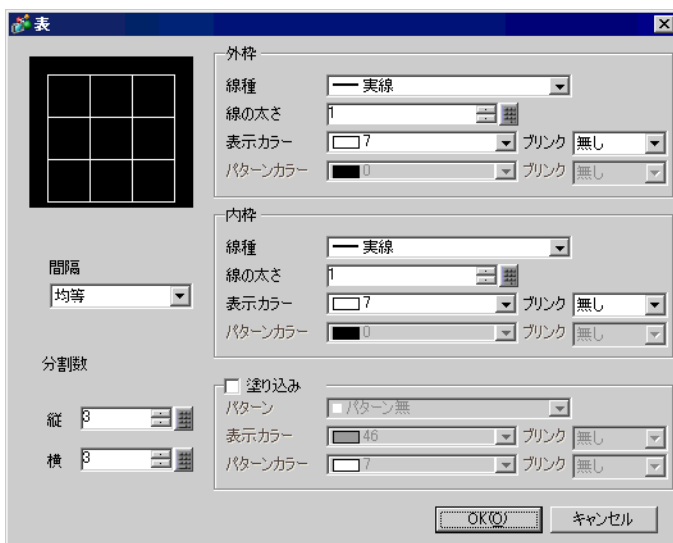 表
外枠
線種 実線
線の太さ 1
表示カラー 7 ブリンク 無し
パターンカラー 0 ブリンク 無し
内枠
線種 実線
線の太さ 1
表示カラー 7 ブリンク 無し
パターンカラー 0 ブリンク 無し
間隔
均等
分割数
縦 3
横 3
塗り込み
パターン パターン無
表示カラー 46 ブリンク 無し
パターンカラー 7 ブリンク 無し
OK(O) キャンセル